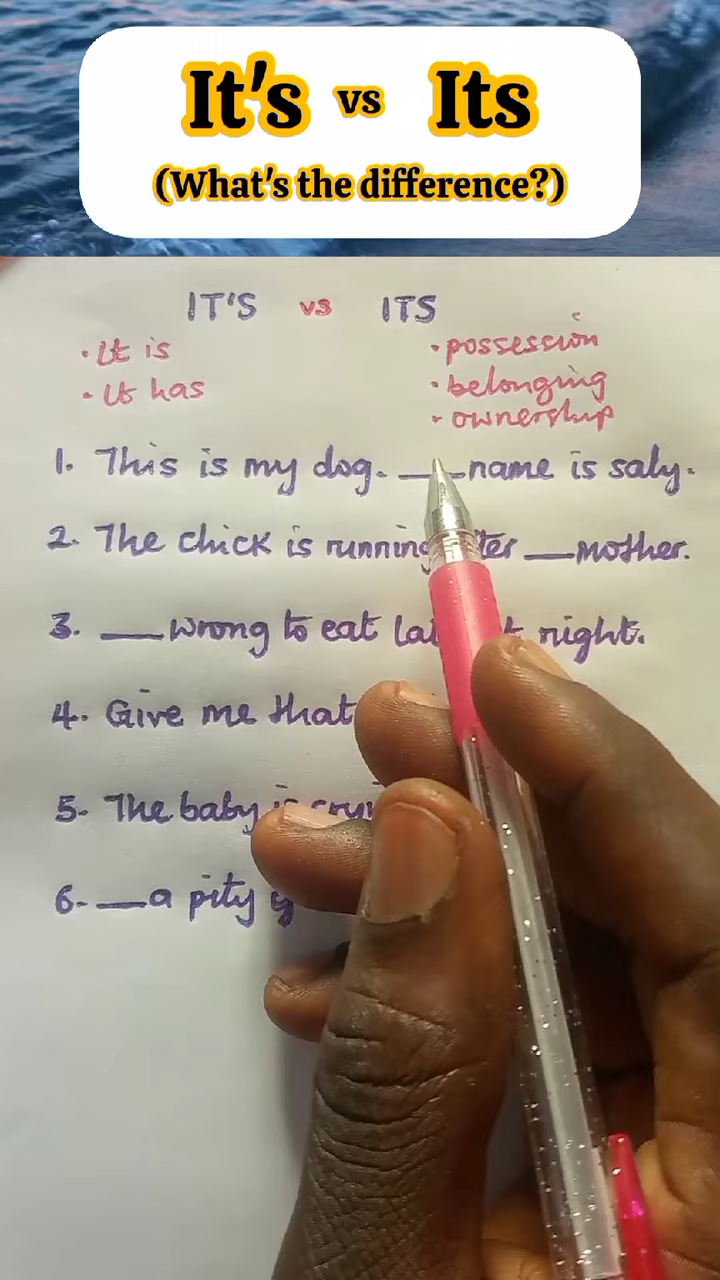 It's vs Its
(What's the difference?)
IT'S vs ITS
• It is
• It has
• possession
• belonging
• ownership
1. This is my dog. ___ name is saly.
2. The chick is running ___ mother.
3. ___ wrong to eat at night.
4. Give me that
5. The baby is
6. ___ a pity